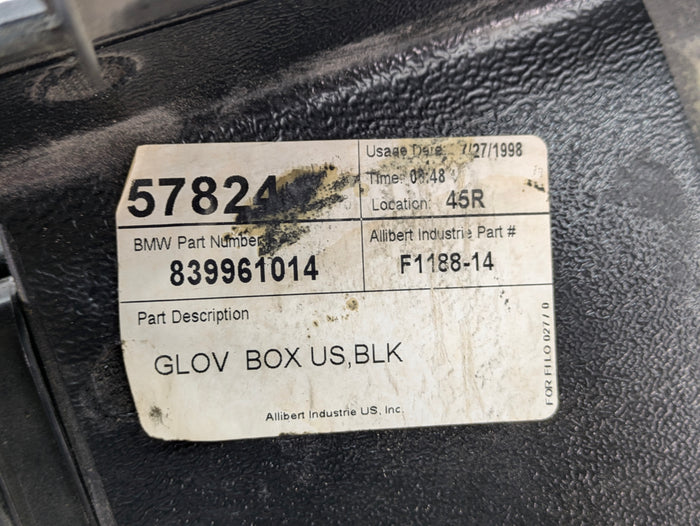 Usage Date: 7/27/1998
57824
Time: 08:48
Location: 45R
BMW Part Number
Allibert Industrie Part #
839961014
F1188-14
Part Description
GLOV BOX US,BLK
Allibert Industrie US, Inc.